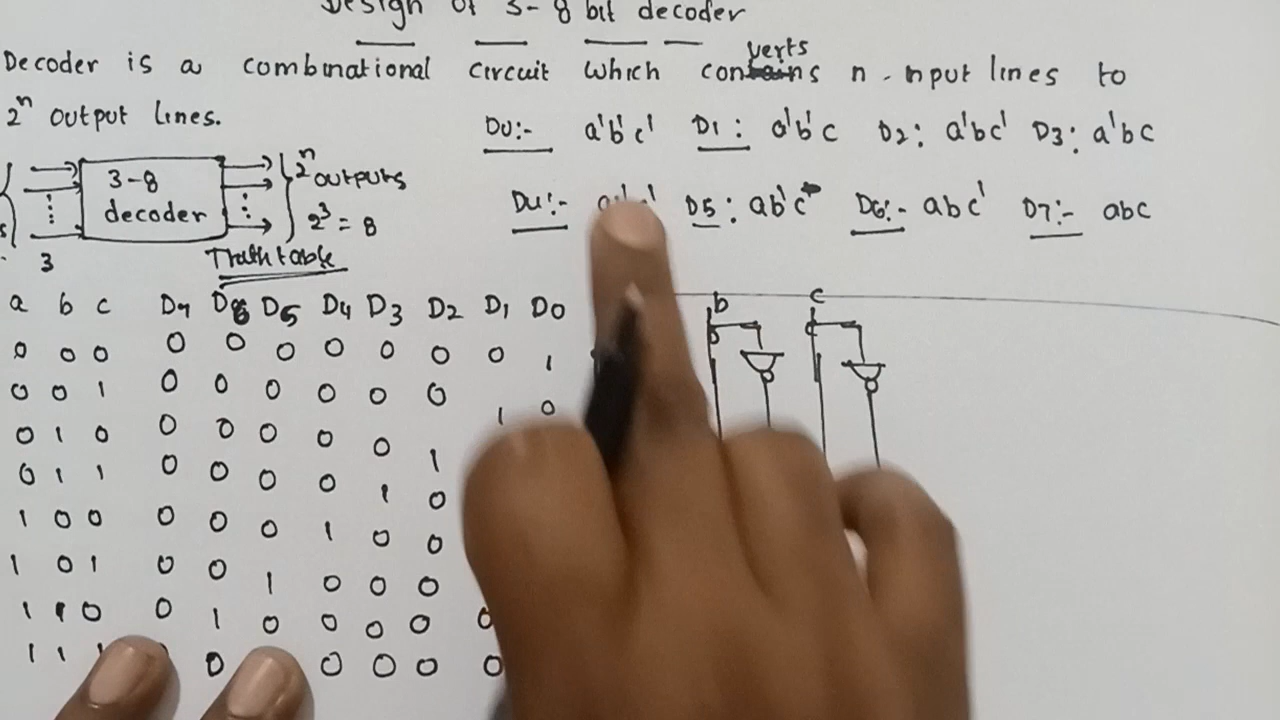 Design of 3-8 bit decoder
Decoder is a combinational circuit which converts n-input lines to
2ⁿ output lines.
D0:- a'b'c' D1: a'b'c D2: a'bc' D3: a'bc
D4:- D5: ab'c D6:- abc' D7:- abc
3-8
decoder
2ⁿ outputs
2³ = 8
3
Truth table
a b c D7 D6 D5 D4 D3 D2 D1 D0
0 0 0 0 0 0 0 0 0 0 1
0 0 1 0 0 0 0 0 0 1 0
0 1 0 0 0 0 0 0 1
0 1 1 0 0 0 0 1 0
1 0 0 0 0 0 1 0 0
1 0 1 0 0 1 0 0 0
1 1 0 0 1 0 0 0 0 0
1 1 0 0 0 0 0
b c